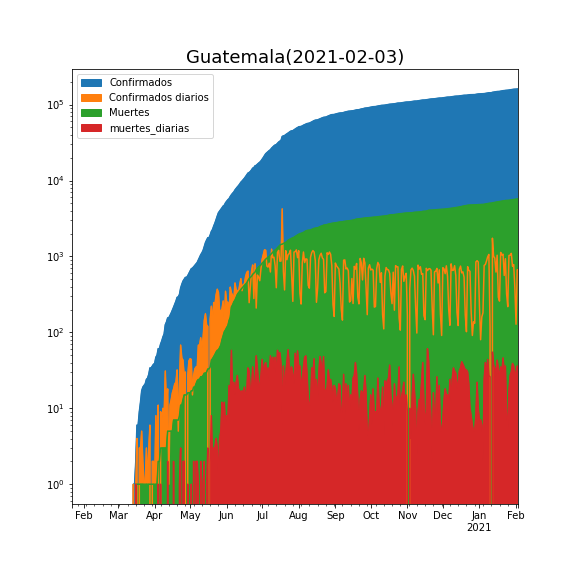 Guatemala(2021-02-03)
Confirmados
Confirmados diarios
Muertes
muertes_diarias
10^5
10^4
10^3
10^2
10^1
10^0
Feb Mar Apr May Jun Jul Aug Sep Oct Nov Dec Jan Feb
2021